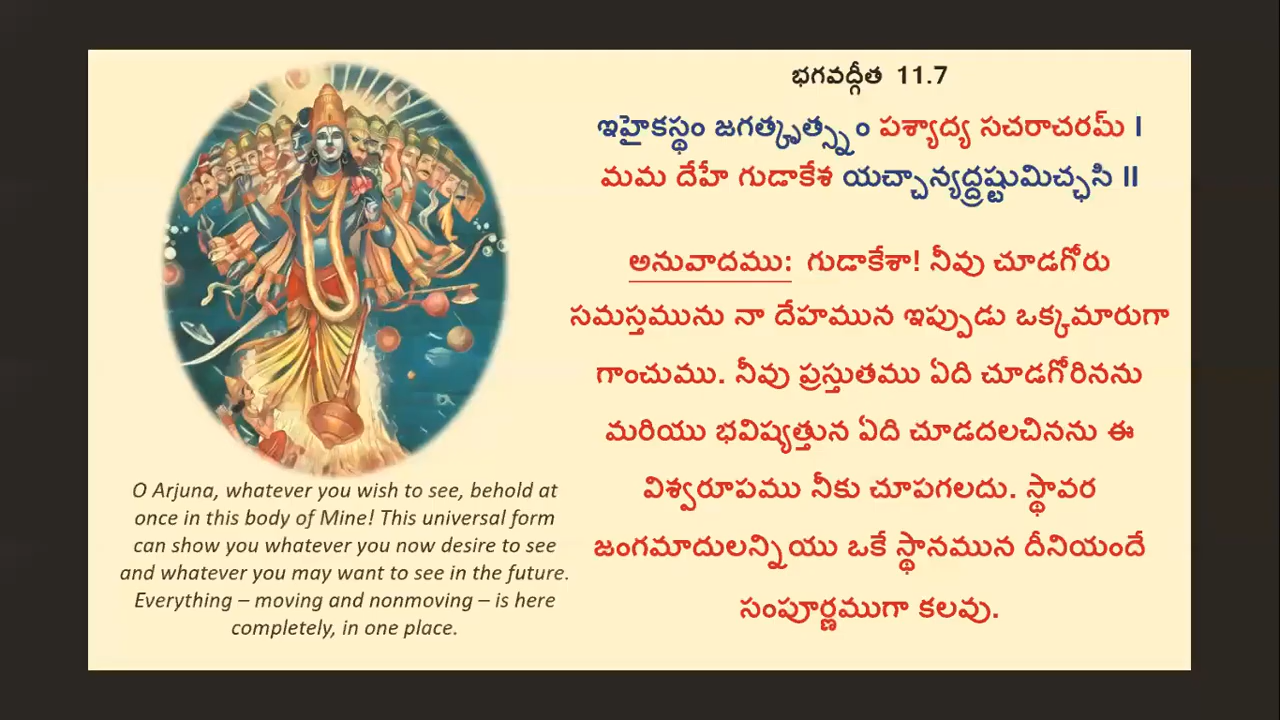 భగవద్గీత 11.7
ఇహైకస్థం జగత్కృత్స్నం పశ్యాద్య సచరాచరమ్ I
మమ దేహే గుడాకేశ యచ్చాన్యద్ద్రష్టుమిచ్ఛసి II
అనువాదము: గుడాకేశా! నీవు చూడగోరు
సమస్తమును నా దేహమున ఇప్పుడు ఒక్కమారుగా
గాంచుము. నీవు ప్రస్తుతము ఏది చూడగోరినను
మరియు భవిష్యత్తున ఏది చూడదలచినను ఈ
విశ్వరూపము నీకు చూపగలదు. స్థావర
జంగమాదులన్నియు ఒకే స్థానమున దీనియందే
సంపూర్ణముగా కలవు.
O Arjuna, whatever you wish to see, behold at
once in this body of Mine! This universal form
can show you whatever you now desire to see
and whatever you may want to see in the future.
Everything – moving and nonmoving – is here
completely, in one place.